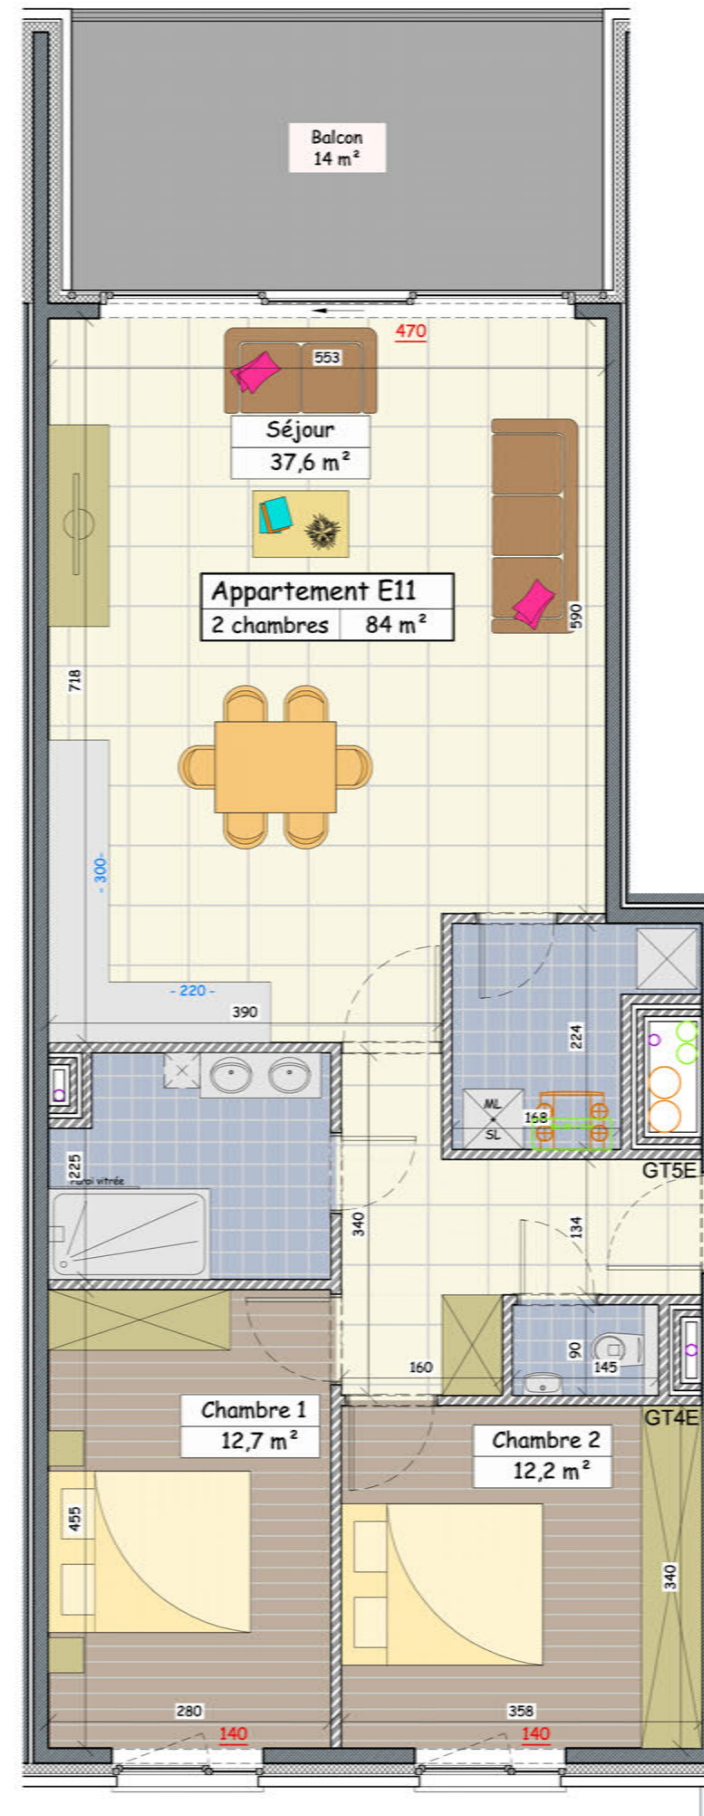 Balcon
14 m²
470
553
Séjour
37,6 m²
Appartement E11
2 chambres 84 m²
590
718
- 300-
- 220 -
390
224
ML
SL
168
225
Paroi vitrée
GT5E
340
134
90
145
160
GT4E
Chambre 1
12,7 m²
Chambre 2
12,2 m²
455
340
280
358
140
140